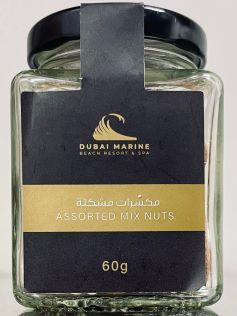 DUBAI MARINE
BEACH RESORT & SPA
مكسّرات مشكلة
ASSORTED MIX NUTS
60g